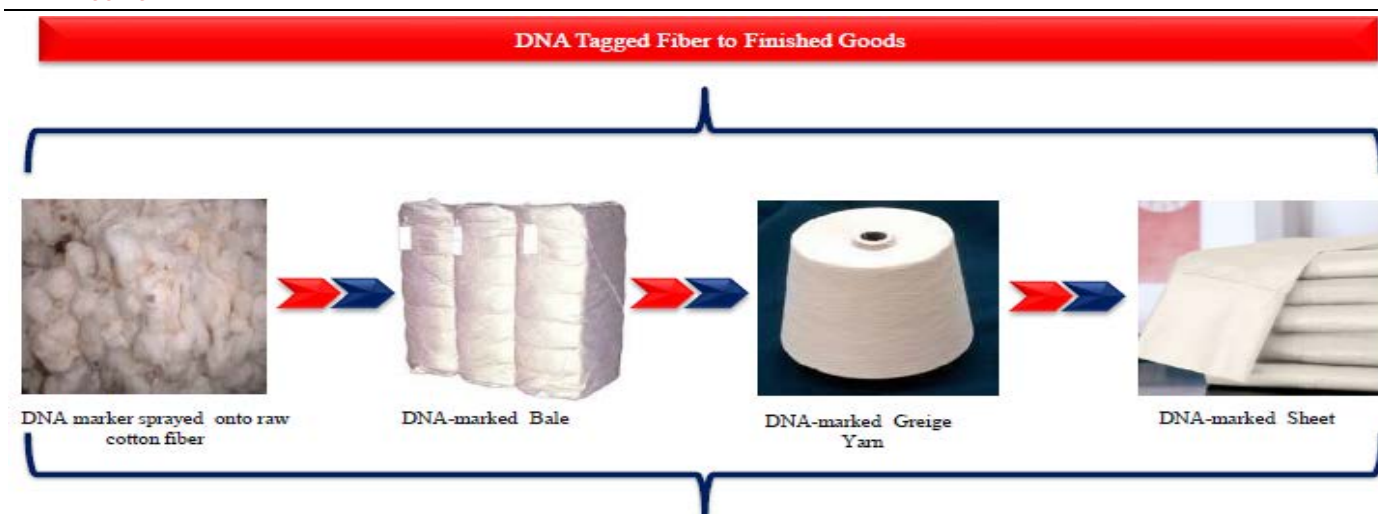 DNA Tagged Fiber to Finished Goods
DNA marker sprayed onto raw
cotton fiber
DNA-marked Bale
DNA-marked Greige
Yarn
DNA-marked Sheet